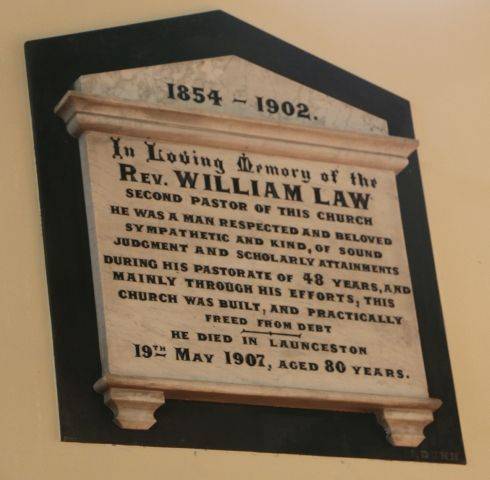 1854 – 1902.
In Loving Memory of the
REV. WILLIAM LAW
SECOND PASTOR OF THIS CHURCH
HE WAS A MAN RESPECTED AND BELOVED
SYMPATHETIC AND KIND, OF SOUND
JUDGMENT AND SCHOLARLY ATTAINMENTS
DURING HIS PASTORATE OF 48 YEARS, AND
MAINLY THROUGH HIS EFFORTS, THIS
CHURCH WAS BUILT, AND PRACTICALLY
FREED FROM DEBT
HE DIED IN LAUNCESTON
19TH MAY 1907, AGED 80 YEARS.